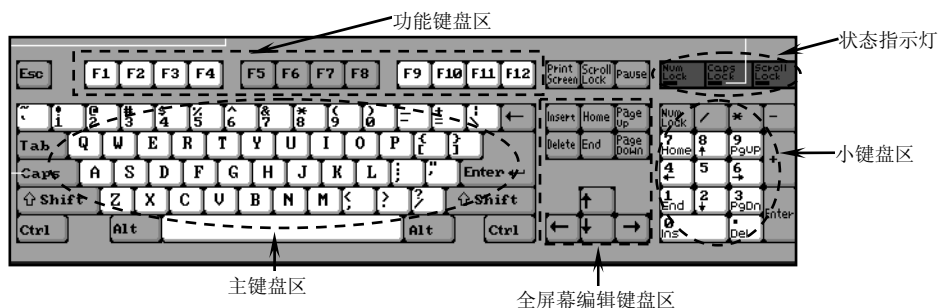 功能键盘区
状态指示灯
Esc F1 F2 F3 F4 F5 F6 F7 F8 F9 F10 F11 F12 Print Screen Scroll Lock Pause Num Lock Caps Lock Scroll Lock
~ ` ! 1 @ 2 # 3 $ 4 % 5 ^ 6 & 7 * 8 ( 9 ) 0 ← Insert Home Page Up Num Lock / * -
Tab Q W E R T Y U I O P { [ } ] Delete End Page Down 7 Home 8 ↑ 9 PgUP +
小键盘区
Caps A S D F G H J K L : ; " ' Enter ↵ 4 ← 5 6 →
⇧ Shift Z X C V B N M < , > . ? / ⇧ Shift ↑ 1 End 2 ↓ 3 PgDn Enter
Ctrl Alt Alt Ctrl ← ↓ → 0 Ins . Del
主键盘区
全屏幕编辑键盘区